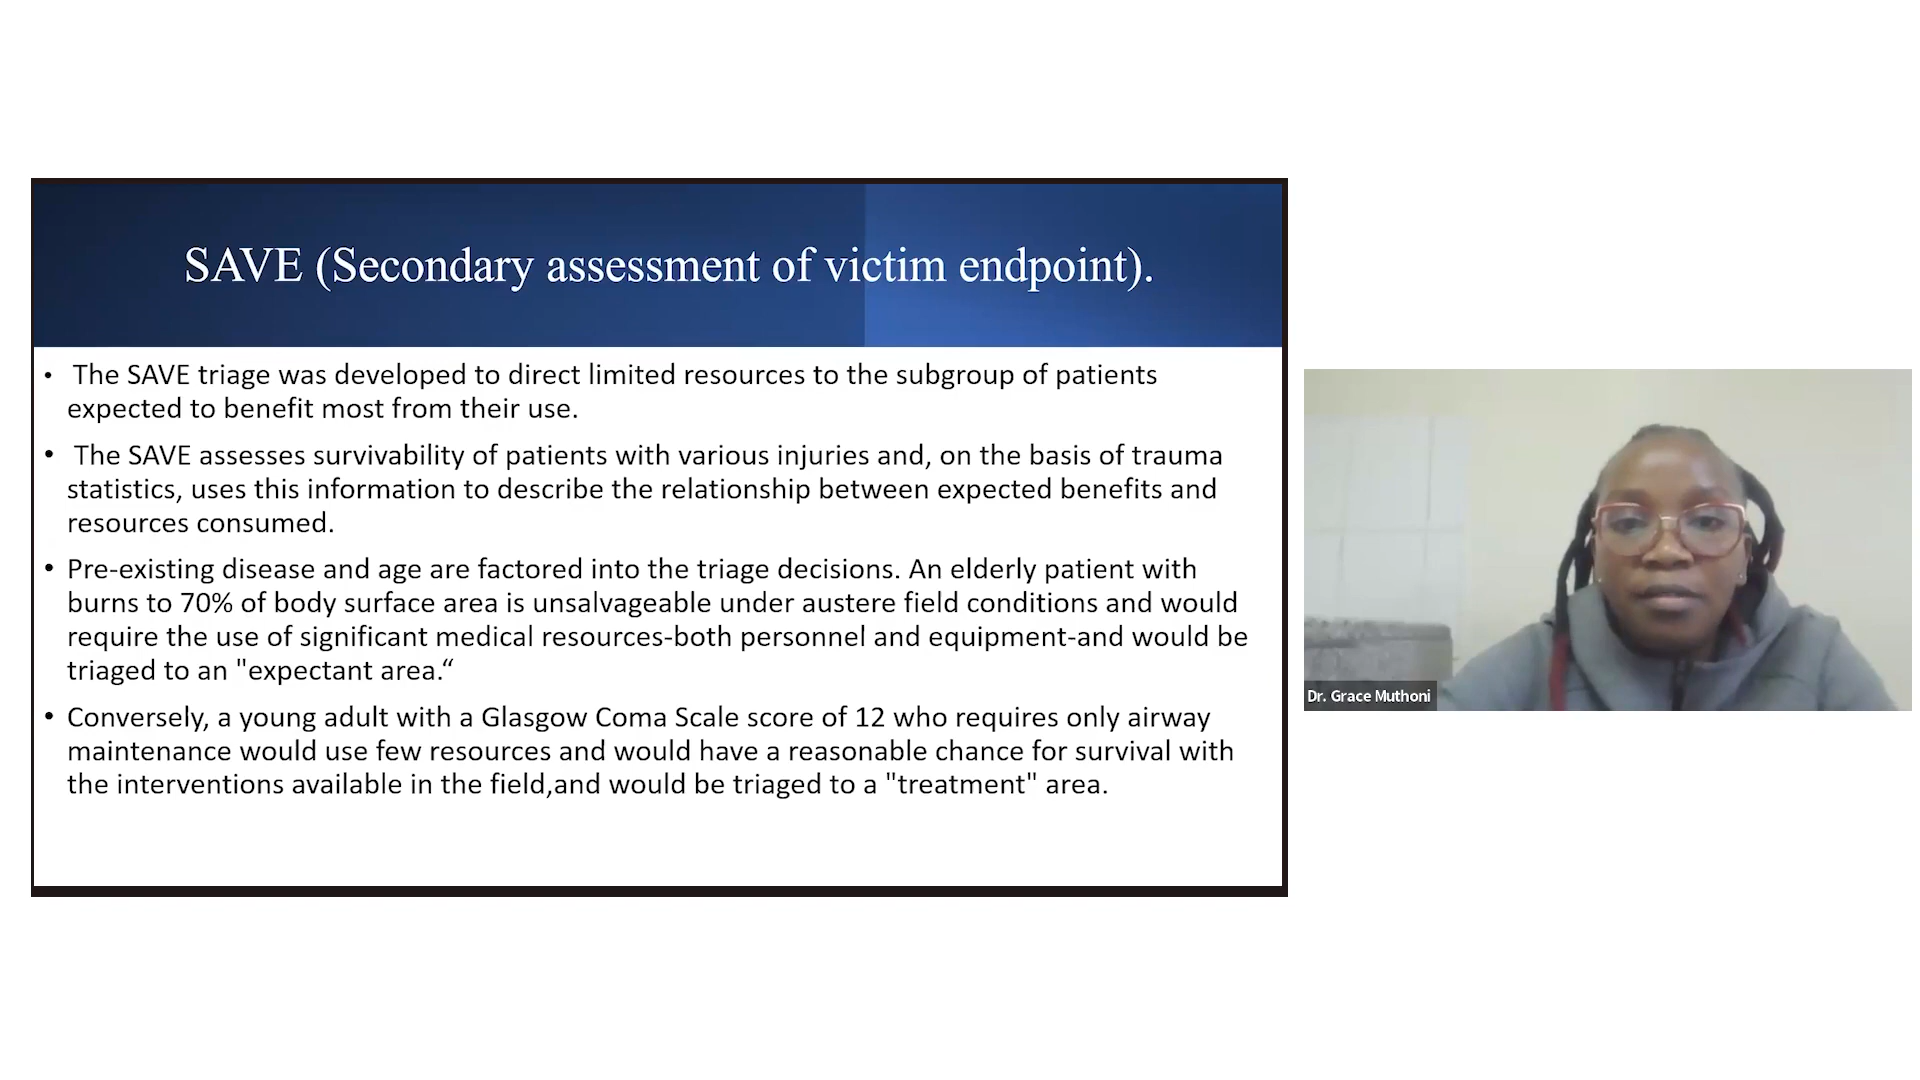 SAVE (Secondary assessment of victim endpoint).
• The SAVE triage was developed to direct limited resources to the subgroup of patients
expected to benefit most from their use.
• The SAVE assesses survivability of patients with various injuries and, on the basis of trauma
statistics, uses this information to describe the relationship between expected benefits and
resources consumed.
• Pre-existing disease and age are factored into the triage decisions. An elderly patient with
burns to 70% of body surface area is unsalvageable under austere field conditions and would
require the use of significant medical resources-both personnel and equipment-and would be
triaged to an "expectant area.“
• Conversely, a young adult with a Glasgow Coma Scale score of 12 who requires only airway
maintenance would use few resources and would have a reasonable chance for survival with
the interventions available in the field,and would be triaged to a "treatment" area.
Dr. Grace Muthoni